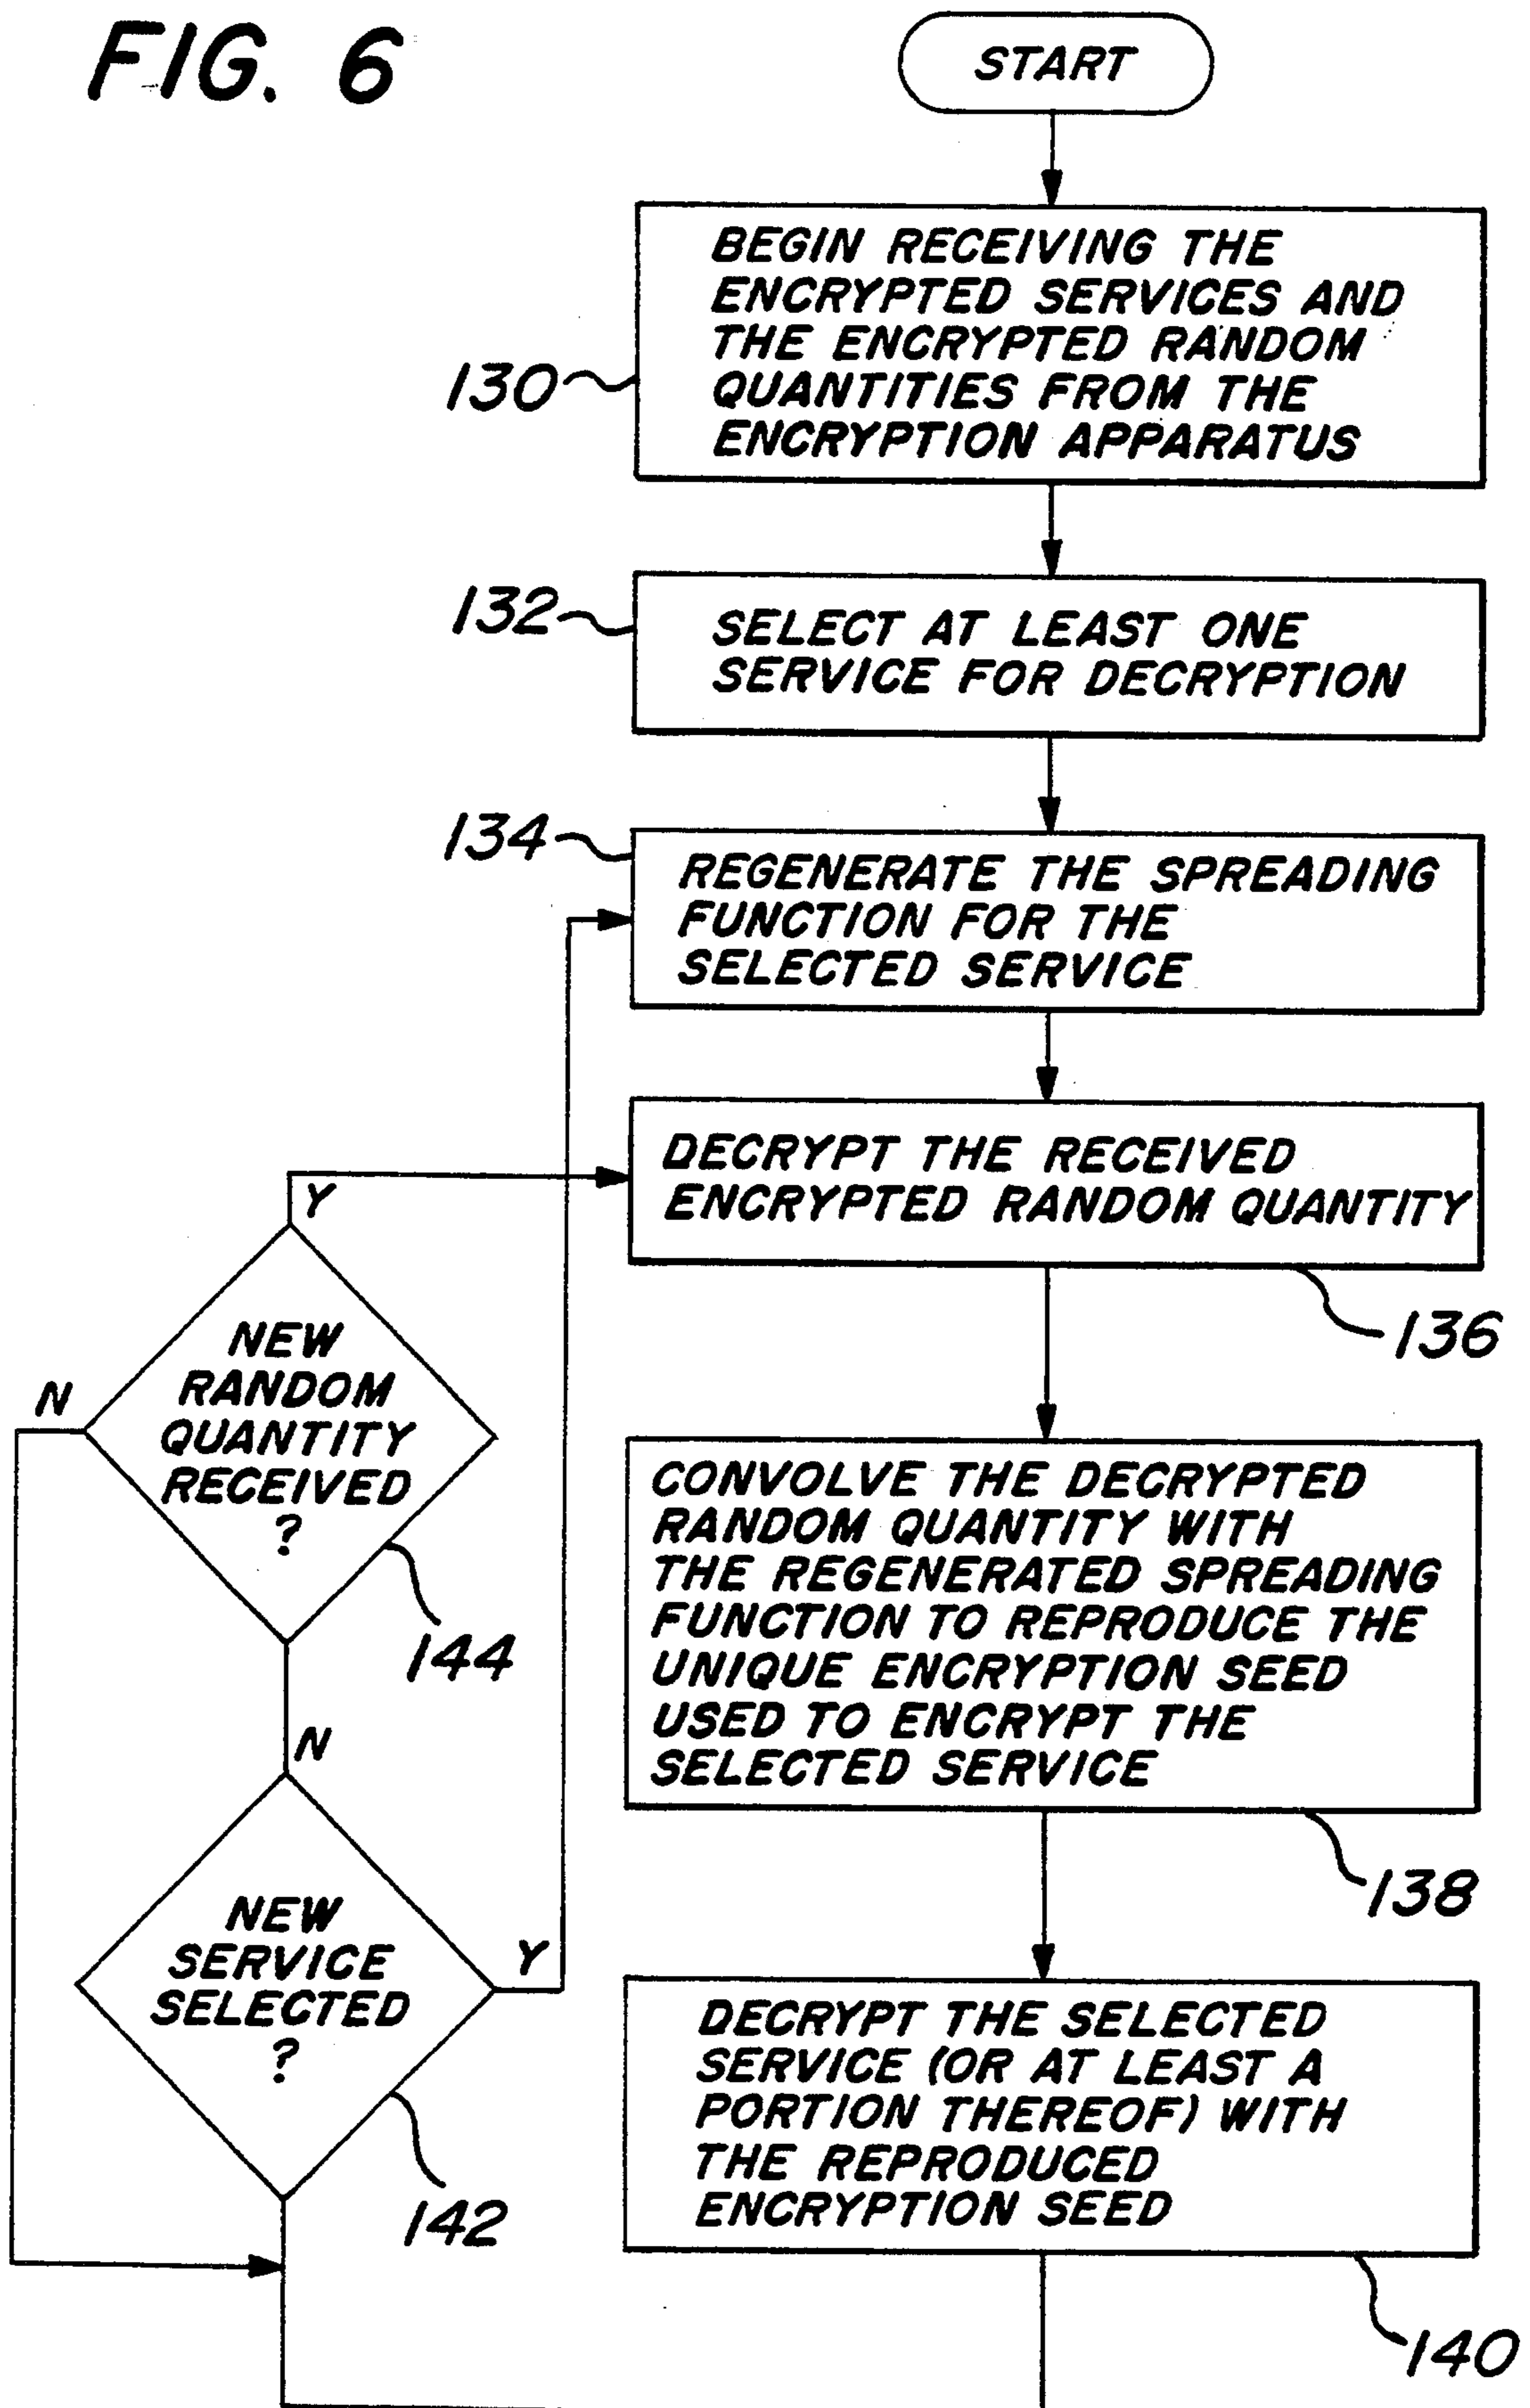 FIG. 6
START
BEGIN RECEIVING THE
ENCRYPTED SERVICES AND
THE ENCRYPTED RANDOM
QUANTITIES FROM THE
ENCRYPTION APPARATUS
130
132
SELECT AT LEAST ONE
SERVICE FOR DECRYPTION
134
REGENERATE THE SPREADING
FUNCTION FOR THE
SELECTED SERVICE
DECRYPT THE RECEIVED
ENCRYPTED RANDOM QUANTITY
136
Y
NEW
RANDOM
QUANTITY
RECEIVED
?
N
144
N
CONVOLVE THE DECRYPTED
RANDOM QUANTITY WITH
THE REGENERATED SPREADING
FUNCTION TO REPRODUCE THE
UNIQUE ENCRYPTION SEED
USED TO ENCRYPT THE
SELECTED SERVICE
138
NEW
SERVICE
SELECTED
?
Y
142
DECRYPT THE SELECTED
SERVICE (OR AT LEAST A
PORTION THEREOF) WITH
THE REPRODUCED
ENCRYPTION SEED
140